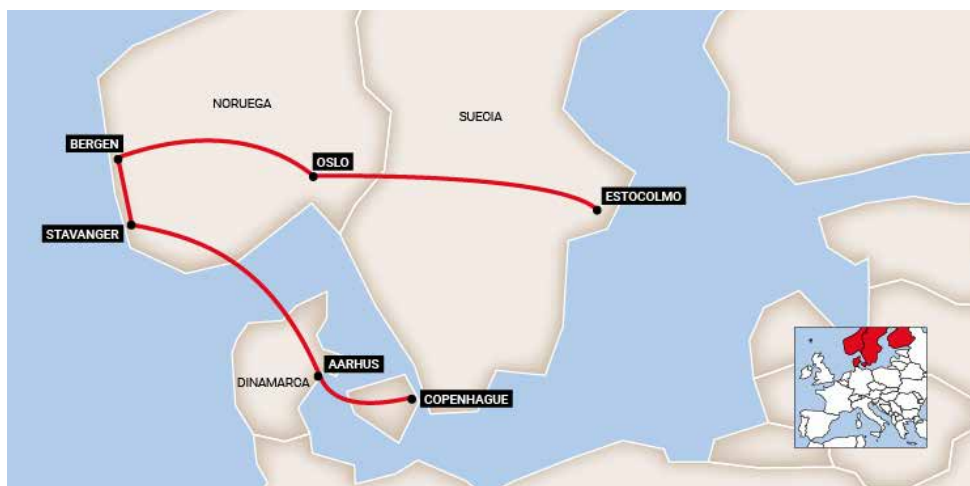 NORUEGA
SUECIA
BERGEN
OSLO
ESTOCOLMO
STAVANGER
AARHUS
DINAMARCA
COPENHAGUE